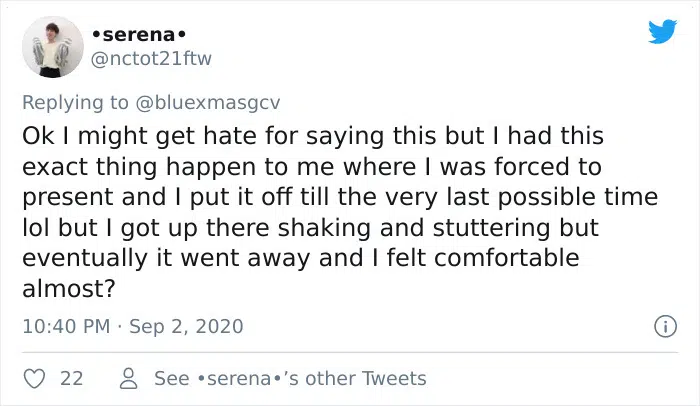 •serena•
@nctot21ftw
Replying to @bluexmasgcv
Ok I might get hate for saying this but I had this
exact thing happen to me where I was forced to
present and I put it off till the very last possible time
lol but I got up there shaking and stuttering but
eventually it went away and I felt comfortable
almost?
10:40 PM · Sep 2, 2020
22
See •serena•’s other Tweets